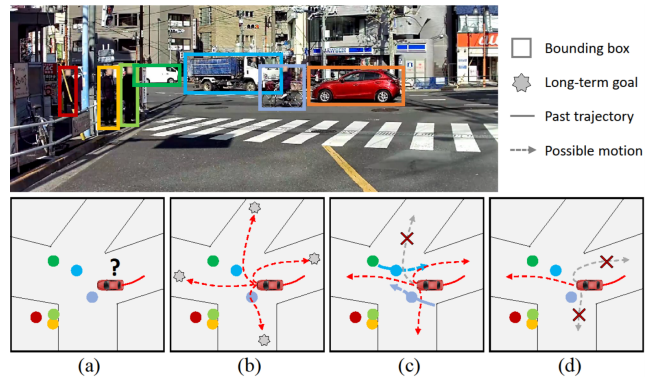 Bounding box
Long-term goal
Past trajectory
Possible motion
?
(a)
(b)
(c)
(d)